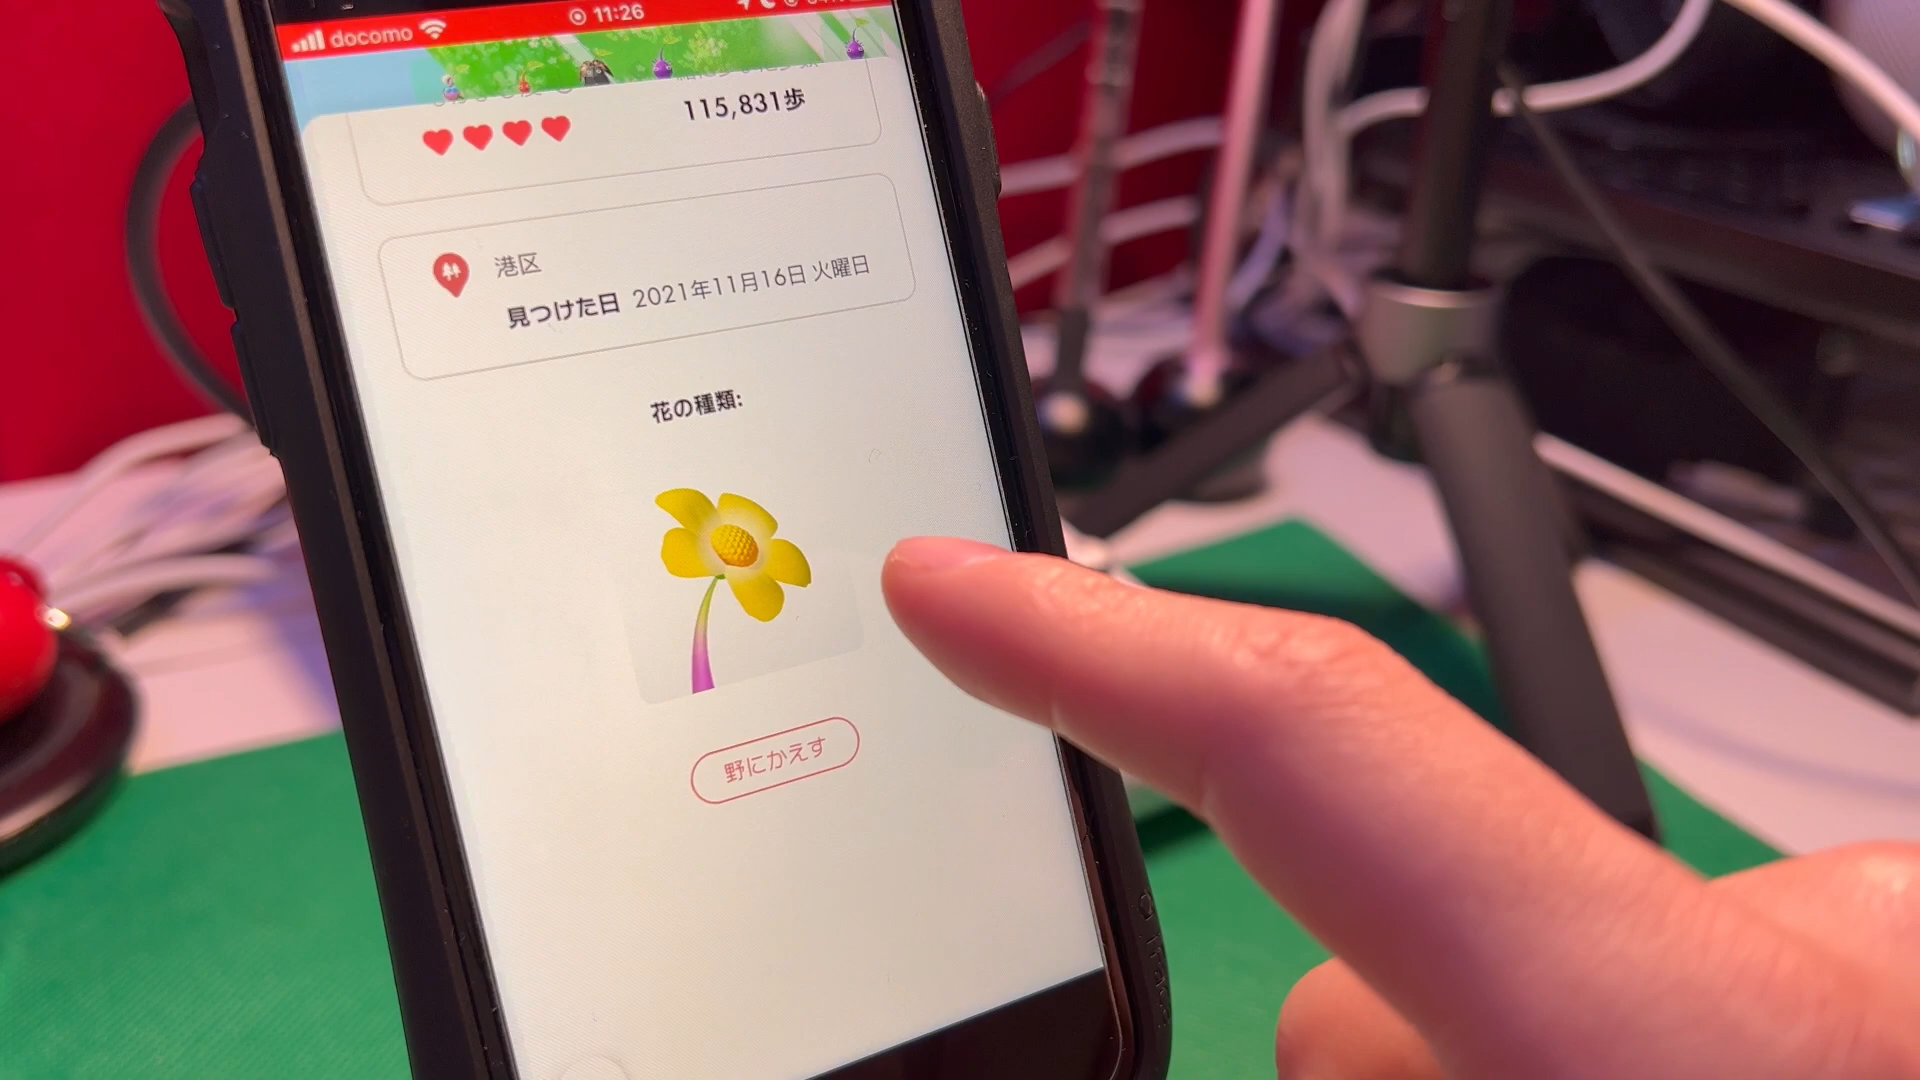 docomo 11:26
115,831歩
港区
見つけた日 2021年11月16日 火曜日
花の種類:
野にかえす